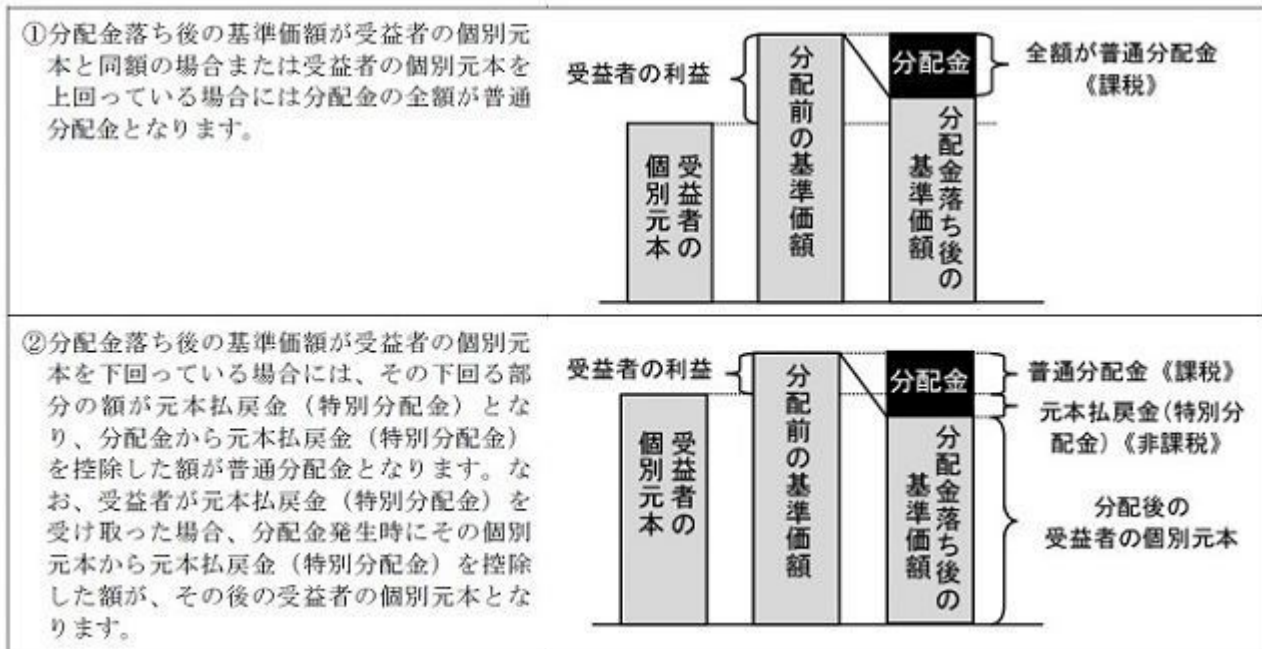 ①分配金落ち後の基準価額が受益者の個別元
本と同額の場合または受益者の個別元本を
上回っている場合には分配金の全額が普通
分配金となります。
受益者の利益
受益者の
個別元本
分配前の基準価額
分配金
分配金落ち後の
基準価額
全額が普通分配金
《課税》
②分配金落ち後の基準価額が受益者の個別元
本を下回っている場合には、その下回る部
分の額が元本払戻金（特別分配金）とな
り、分配金から元本払戻金（特別分配金）
を控除した額が普通分配金となります。な
お、受益者が元本払戻金（特別分配金）を
受け取った場合、分配金発生時にその個別
元本から元本払戻金（特別分配金）を控除
した額が、その後の受益者の個別元本とな
ります。
受益者の利益
受益者の
個別元本
分配前の基準価額
分配金
分配金落ち後の
基準価額
普通分配金《課税》
元本払戻金（特別分
配金）《非課税》
分配後の
受益者の個別元本